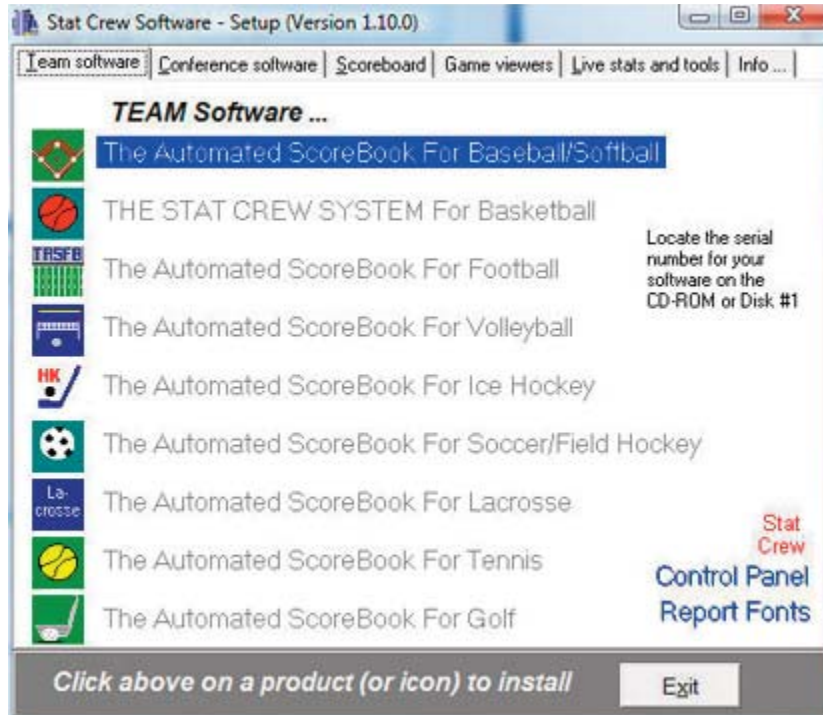 Stat Crew Software - Setup (Version 1.10.0)
Team software Conference software Scoreboard Game viewers Live stats and tools Info ...
TEAM Software ...
The Automated ScoreBook For Baseball/Softball
THE STAT CREW SYSTEM For Basketball
TASFB
The Automated ScoreBook For Football
The Automated ScoreBook For Volleyball
HK
The Automated ScoreBook For Ice Hockey
The Automated ScoreBook For Soccer/Field Hockey
La-
crosse
The Automated ScoreBook For Lacrosse
The Automated ScoreBook For Tennis
The Automated ScoreBook For Golf
Locate the serial
number for your
software on the
CD-ROM or Disk #1
Stat
Crew
Control Panel
Report Fonts
Click above on a product (or icon) to install
Exit